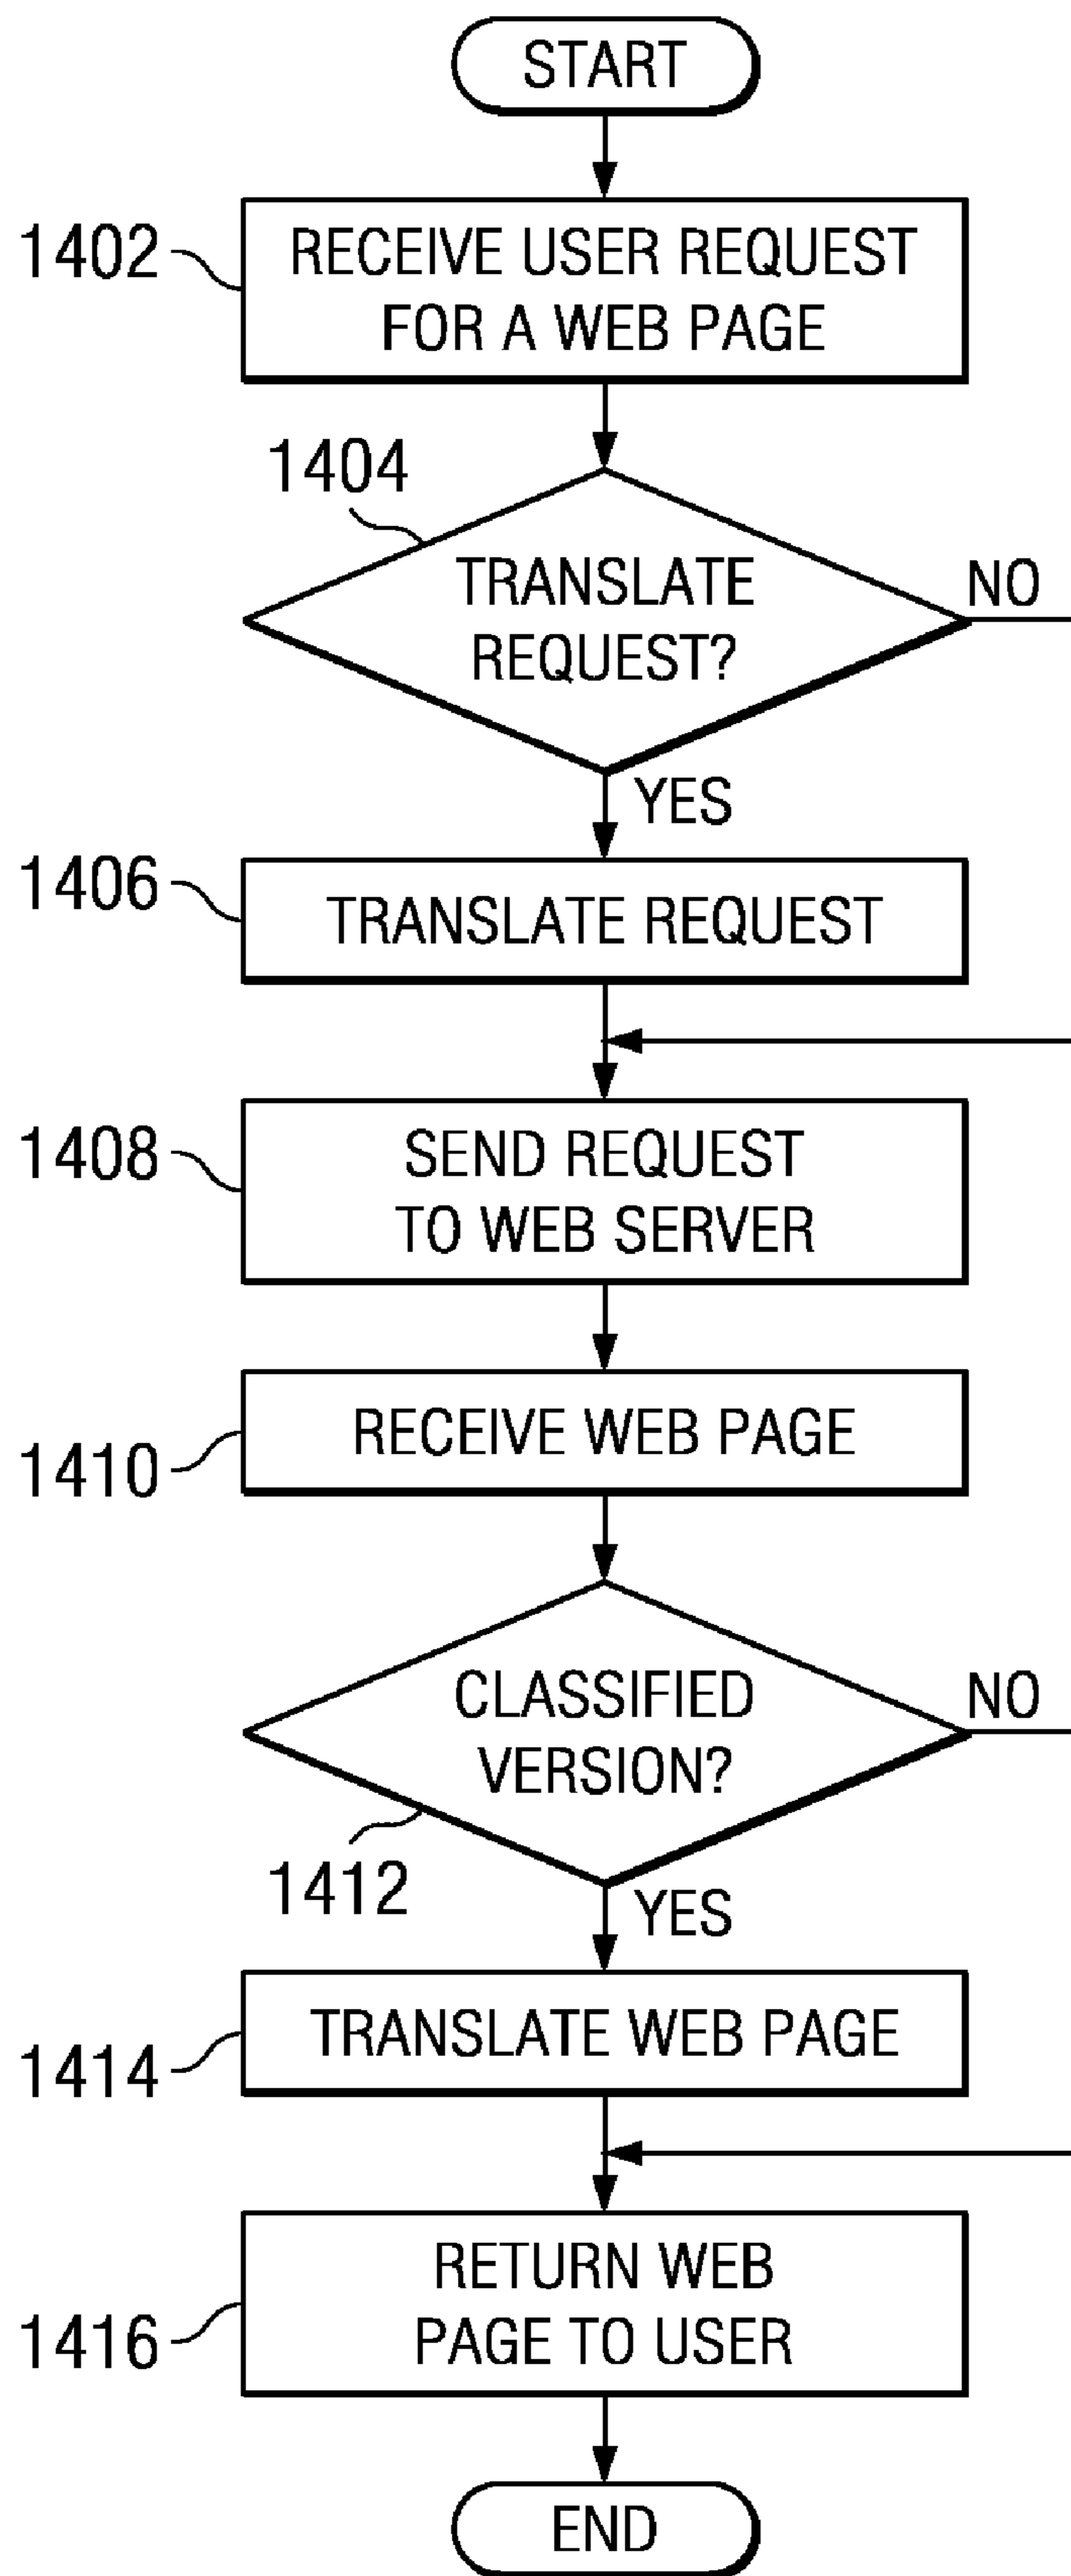 START
1402
RECEIVE USER REQUEST
FOR A WEB PAGE
1404
TRANSLATE
REQUEST?
NO
YES
1406
TRANSLATE REQUEST
1408
SEND REQUEST
TO WEB SERVER
RECEIVE WEB PAGE
1410
CLASSIFIED
VERSION?
NO
1412
YES
TRANSLATE WEB PAGE
1414
RETURN WEB
PAGE TO USER
1416
END